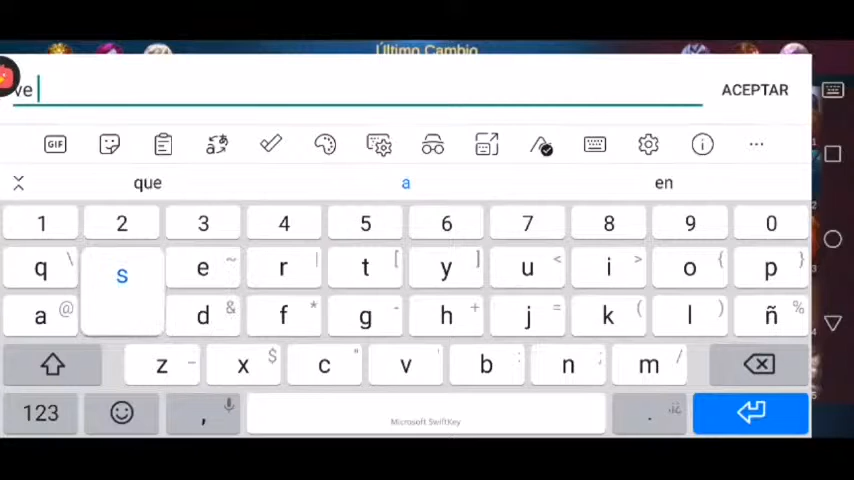 Último Cambio
ve
ACEPTAR
GIF
que a en
1 2 3 4 5 6 7 8 9 0
q \ s e ~ r | t [ y ] u < i > o { p }
a @ d & f * g - h + j = k ( l ) ñ %
z _ x $ c " v ' b : n ; m /
123 , .
Microsoft SwiftKey